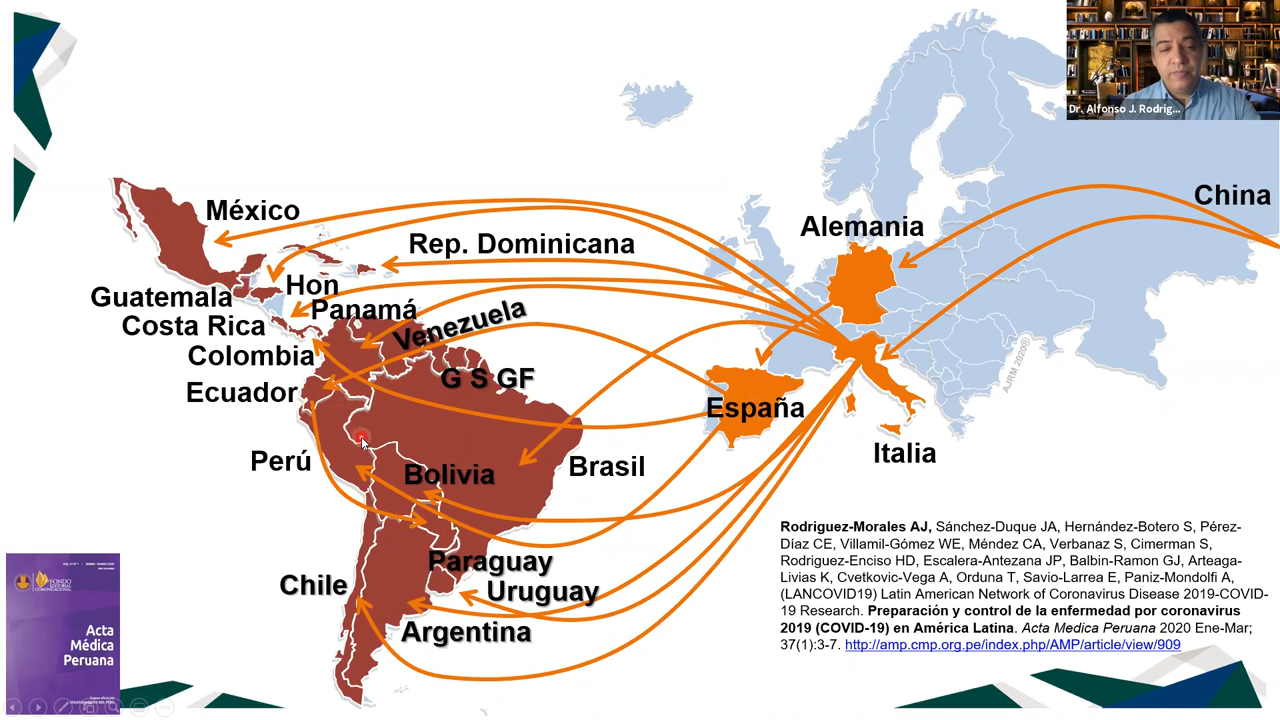 Dr. Alfonso J. Rodrig...
China
Alemania
México
Rep. Dominicana
Hon
Guatemala
Panamá
Costa Rica
Venezuela
Colombia
G S GF
Ecuador
España
AJRM 2020®
Italia
Perú
Bolivia
Brasil
Paraguay
Chile
Uruguay
Argentina
Rodriguez-Morales AJ, Sánchez-Duque JA, Hernández-Botero S, Pérez-
Díaz CE, Villamil-Gómez WE, Méndez CA, Verbanaz S, Cimerman S,
Rodriguez-Enciso HD, Escalera-Antezana JP, Balbin-Ramon GJ, Arteaga-
Livias K, Cvetkovic-Vega A, Orduna T, Savio-Larrea E, Paniz-Mondolfi A,
(LANCOVID19) Latin American Network of Coronavirus Disease 2019-COVID-
19 Research. Preparación y control de la enfermedad por coronavirus
2019 (COVID-19) en América Latina. Acta Medica Peruana 2020 Ene-Mar;
37(1):3-7. http://amp.cmp.org.pe/index.php/AMP/article/view/909
FONDO
EDITORIAL
COMUNICACIONAL
Acta
Médica
Peruana